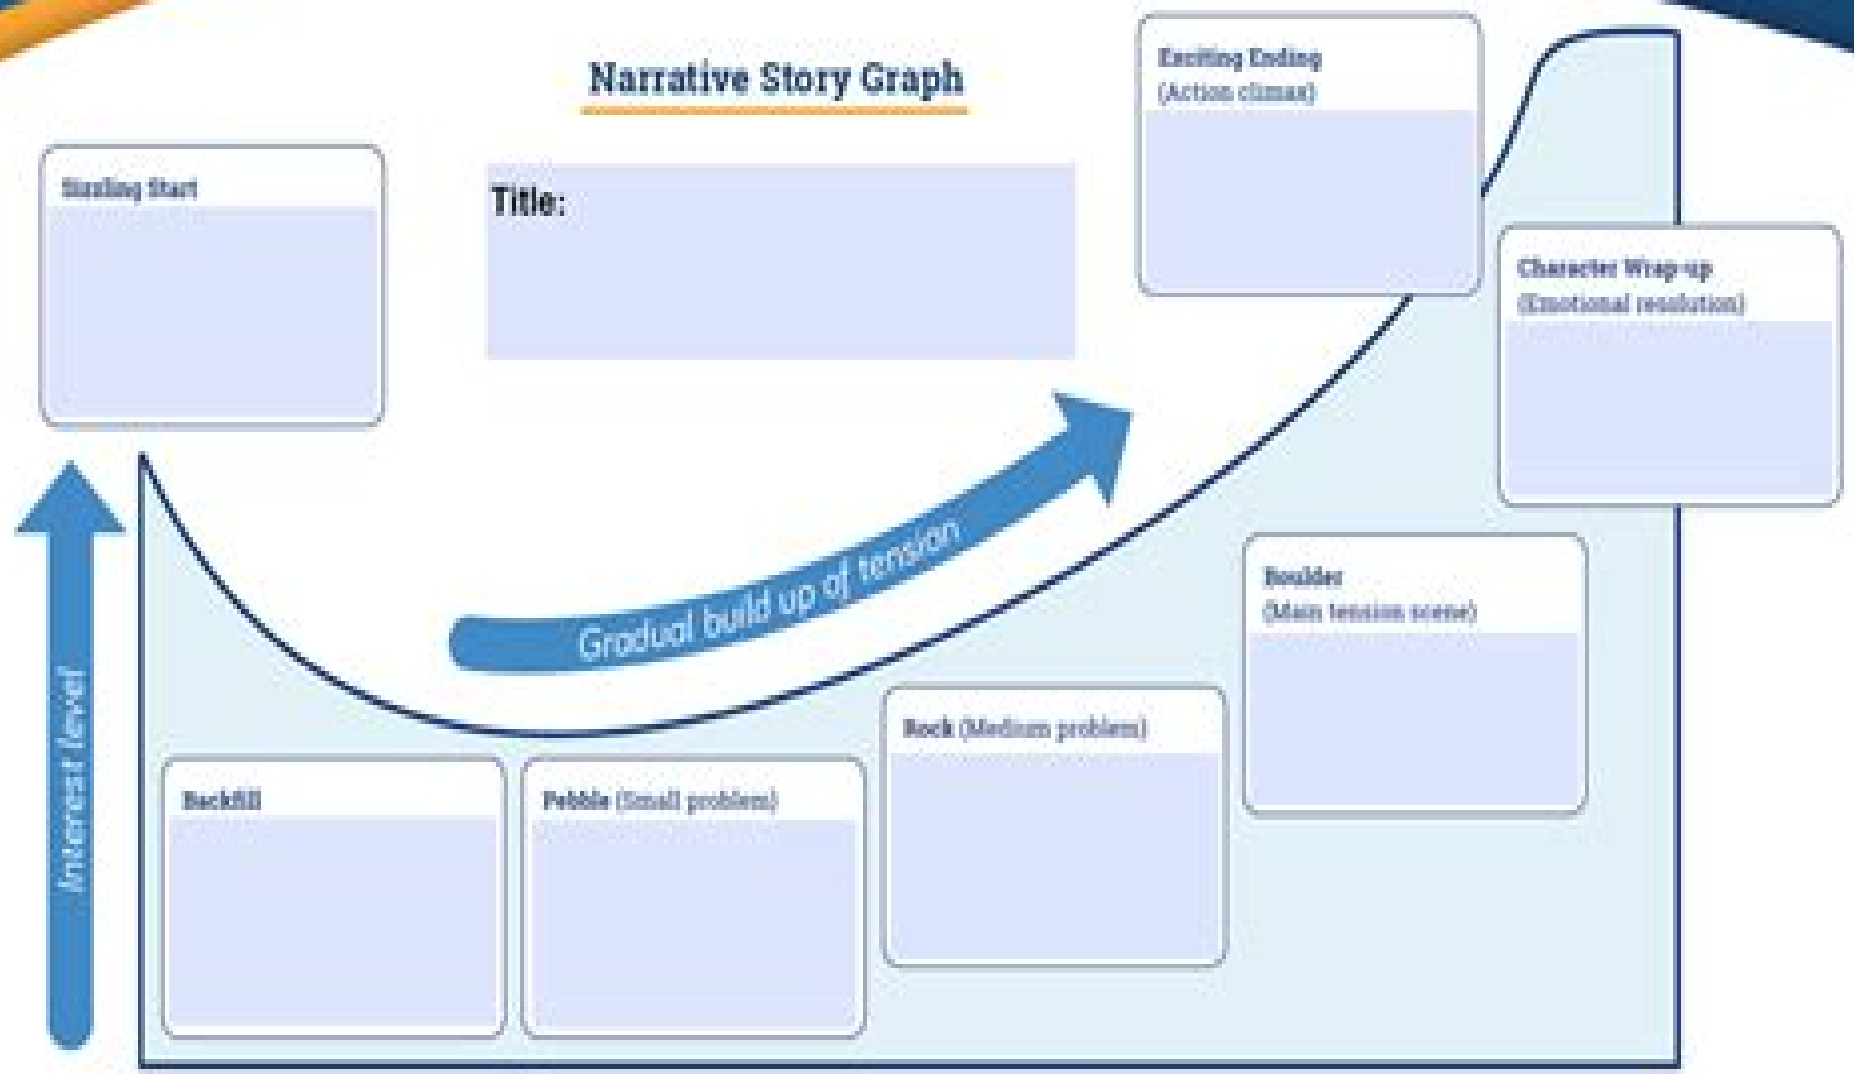 Narrative Story Graph
Sizzling Start
Title:
Exciting Ending
(Action climax)
Character Wrap-up
(Emotional resolution)
Gradual build up of tension
Interest level
Boulder
(Main tension scene)
Rock (Medium problem)
Backfill
Pebble (Small problem)